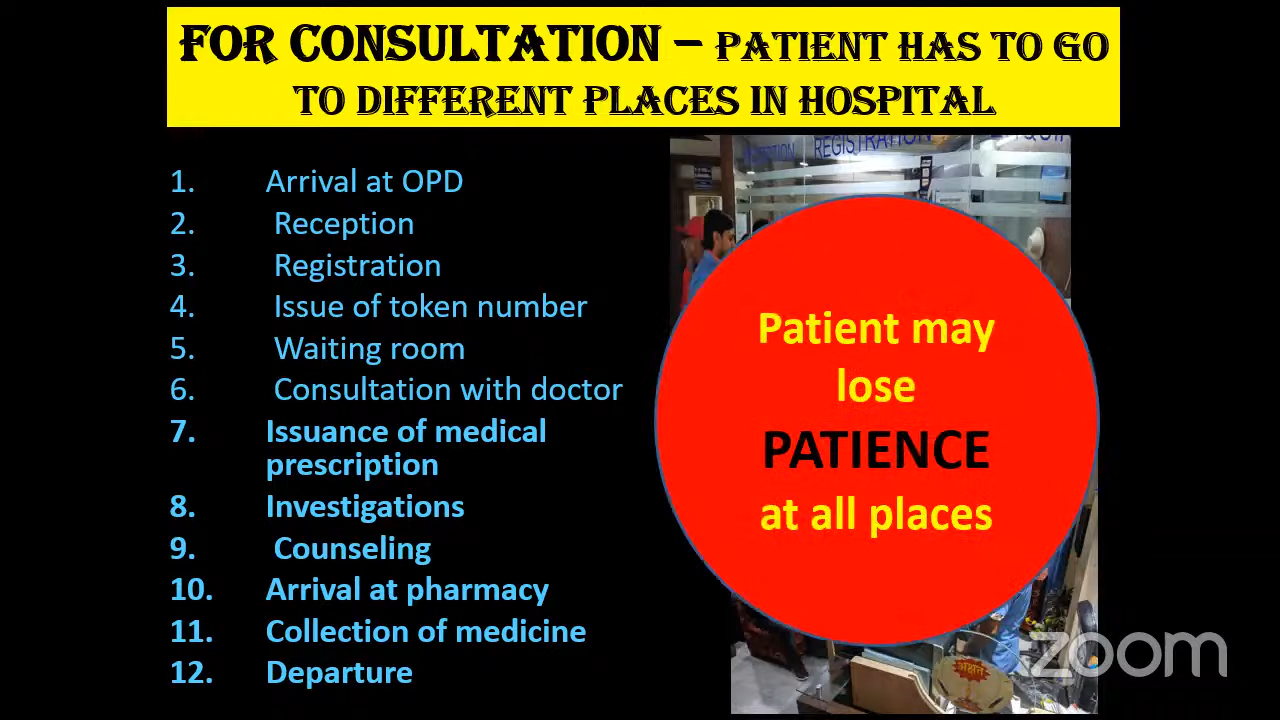 FOR CONSULTATION – PATIENT HAS TO GO
TO DIFFERENT PLACES IN HOSPITAL
1. Arrival at OPD
2. Reception
3. Registration
4. Issue of token number
5. Waiting room
6. Consultation with doctor
7. Issuance of medical
prescription
8. Investigations
9. Counseling
10. Arrival at pharmacy
11. Collection of medicine
12. Departure
REGISTRATION
Patient may
lose
PATIENCE
at all places
zoom